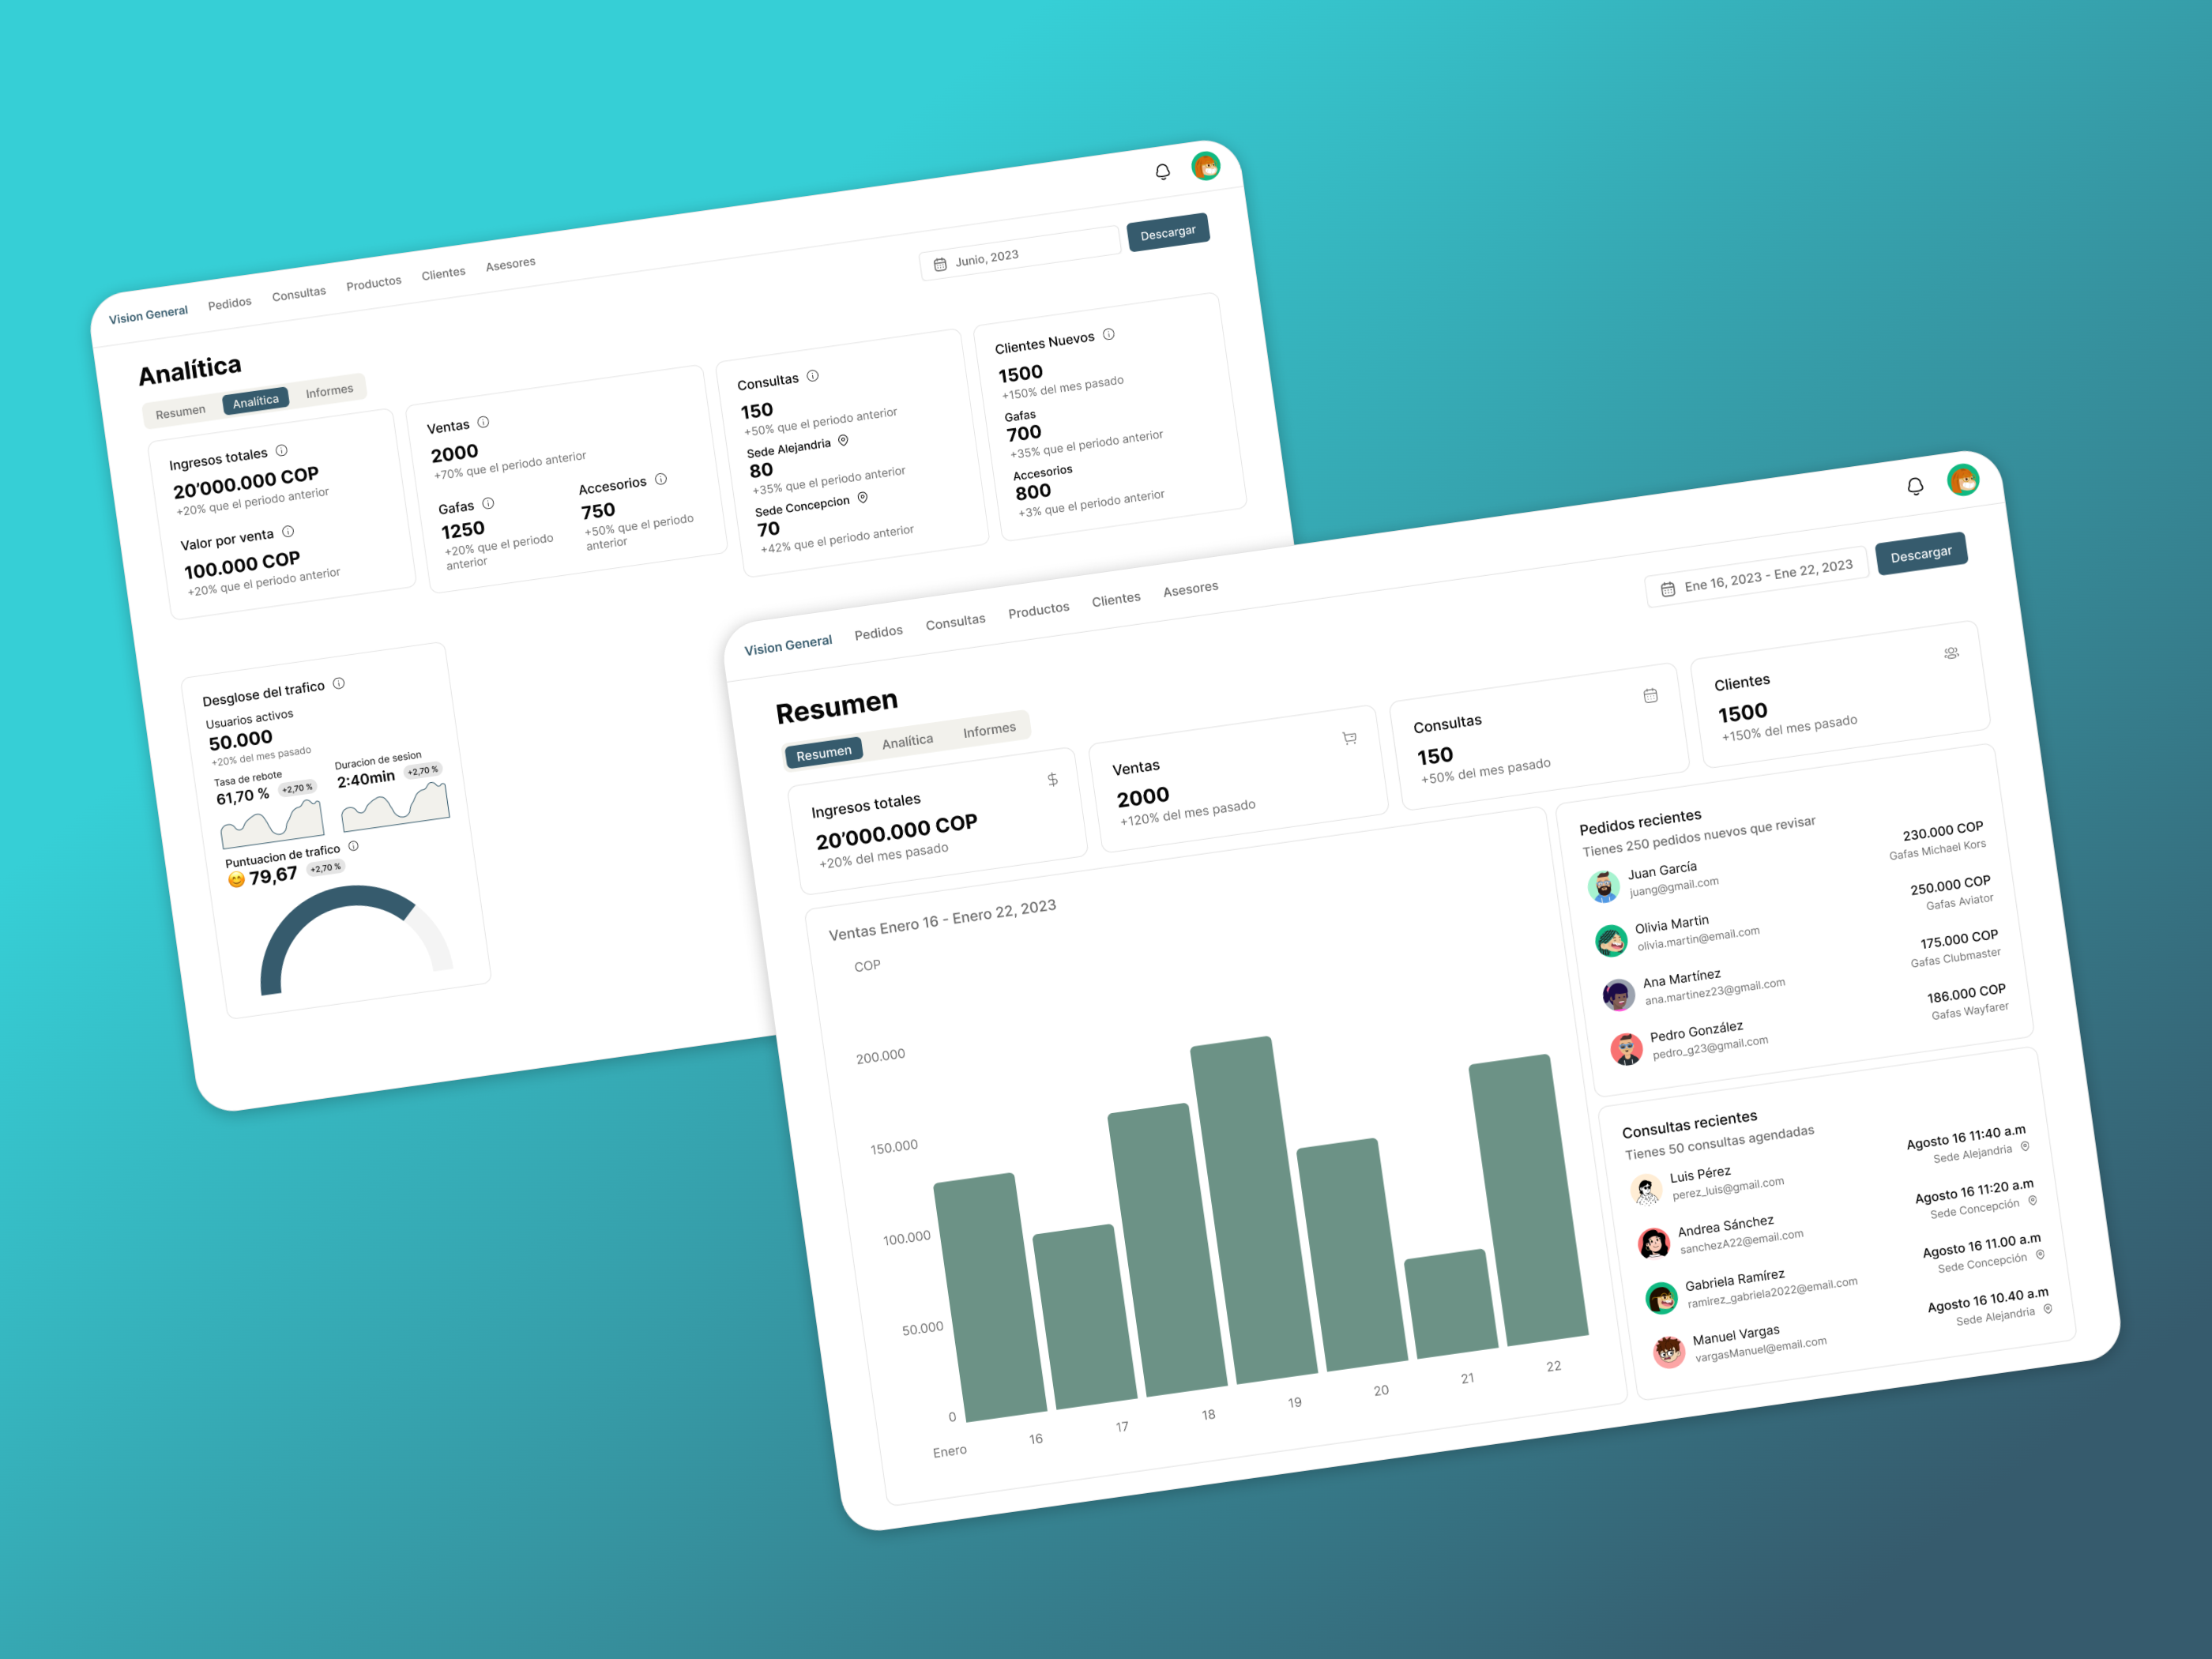 Vision General Pedidos Consultas Productos Clientes Asesores
Analítica
Junio, 2023
Descargar
Resumen Analítica Informes
Ingresos totales
20’000.000 COP
+20% que el periodo anterior
Valor por venta
100.000 COP
+20% que el periodo anterior
Ventas
2000
+70% que el periodo anterior
Gafas
1250
+20% que el periodo
anterior
Accesorios
750
+50% que el periodo
anterior
Consultas
150
+50% que el periodo anterior
Sede Alejandria
80
+35% que el periodo anterior
Sede Concepcion
70
+42% que el periodo anterior
Clientes Nuevos
1500
+150% del mes pasado
Gafas
700
+35% que el periodo anterior
Accesorios
800
+3% que el periodo anterior
Desglose del trafico
Usuarios activos
50.000
+20% del mes pasado
Tasa de rebote
61,70 % +2,70 %
Duracion de sesion
2:40min +2,70 %
Puntuacion de trafico
😊 79,67 +2,70 %
Vision General Pedidos Consultas Productos Clientes Asesores
Resumen
Ene 16, 2023 - Ene 22, 2023
Descargar
Resumen Analítica Informes
Ingresos totales
20’000.000 COP
+20% del mes pasado
Ventas
2000
+120% del mes pasado
Consultas
150
+50% del mes pasado
Clientes
1500
+150% del mes pasado
Ventas Enero 16 - Enero 22, 2023
COP
200.000
150.000
100.000
50.000
0
Enero 16 17 18 19 20 21 22
Pedidos recientes
Tienes 250 pedidos nuevos que revisar
Juan García
juang@gmail.com
230.000 COP
Gafas Michael Kors
Olivia Martin
olivia.martin@email.com
250.000 COP
Gafas Aviator
Ana Martínez
ana.martinez23@gmail.com
175.000 COP
Gafas Clubmaster
Pedro González
pedro_g23@gmail.com
186.000 COP
Gafas Wayfarer
Consultas recientes
Tienes 50 consultas agendadas
Luis Pérez
perez_luis@gmail.com
Agosto 16 11:40 a.m
Sede Alejandria
Andrea Sánchez
sanchezA22@email.com
Agosto 16 11:20 a.m
Sede Concepción
Gabriela Ramírez
ramirez_gabriela2022@email.com
Agosto 16 11.00 a.m
Sede Concepción
Manuel Vargas
vargasManuel@email.com
Agosto 16 10.40 a.m
Sede Alejandria